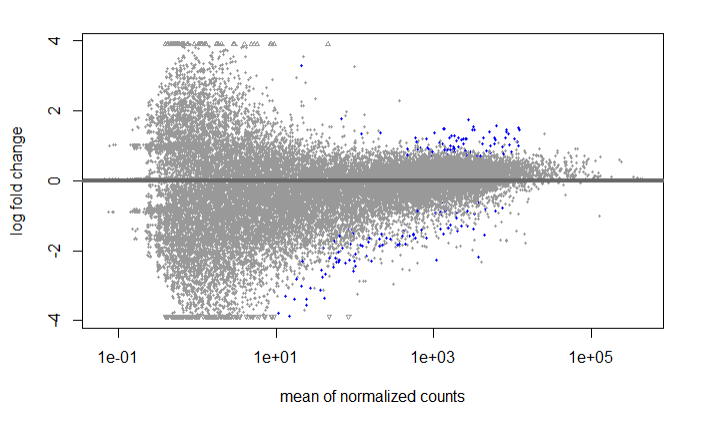 4
2
0
-2
-4
log fold change
1e-01
1e+01
1e+03
1e+05
mean of normalized counts